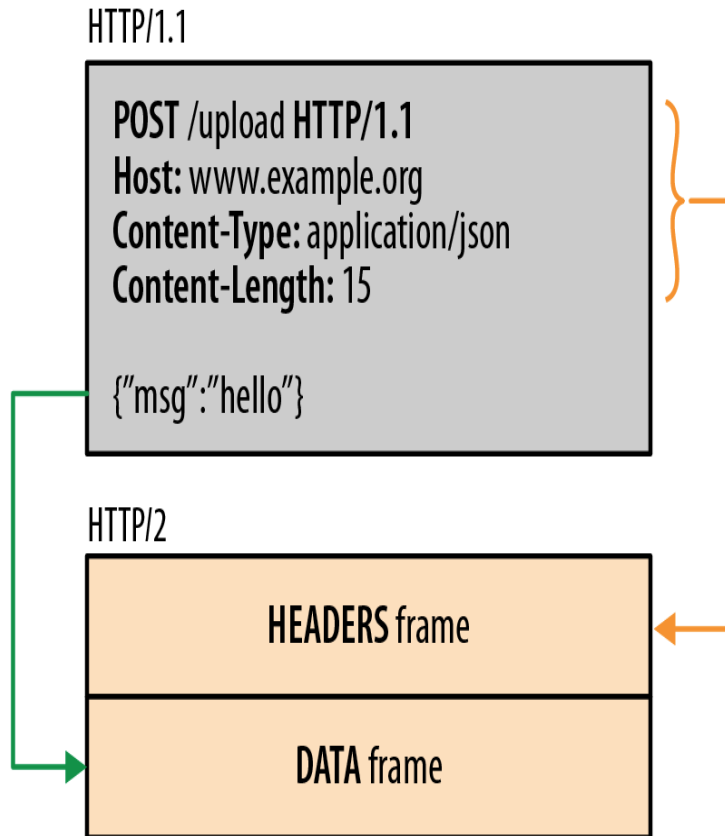 HTTP/1.1
POST /upload HTTP/1.1
Host: www.example.org
Content-Type: application/json
Content-Length: 15
{”msg”:”hello”}
HTTP/2
HEADERS frame
DATA frame